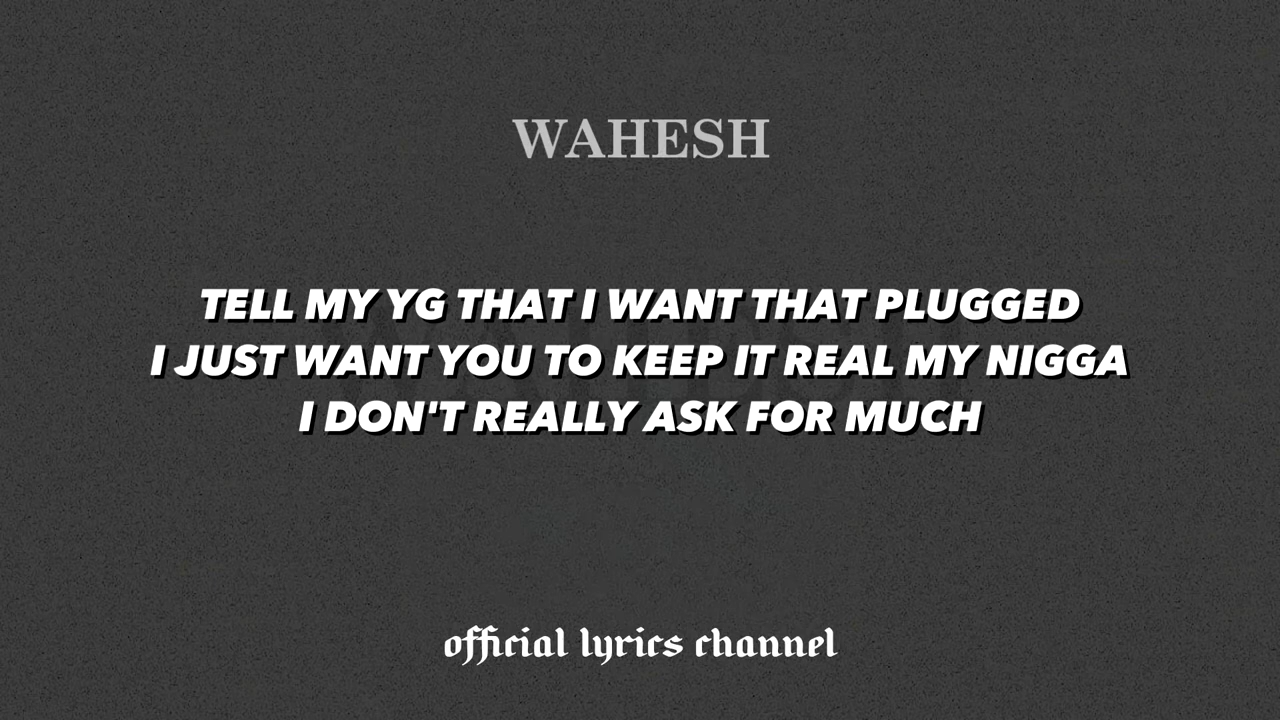 WAHESH
TELL MY YG THAT I WANT THAT PLUGGED
I JUST WANT YOU TO KEEP IT REAL MY NIGGA
I DON'T REALLY ASK FOR MUCH
official lyrics channel